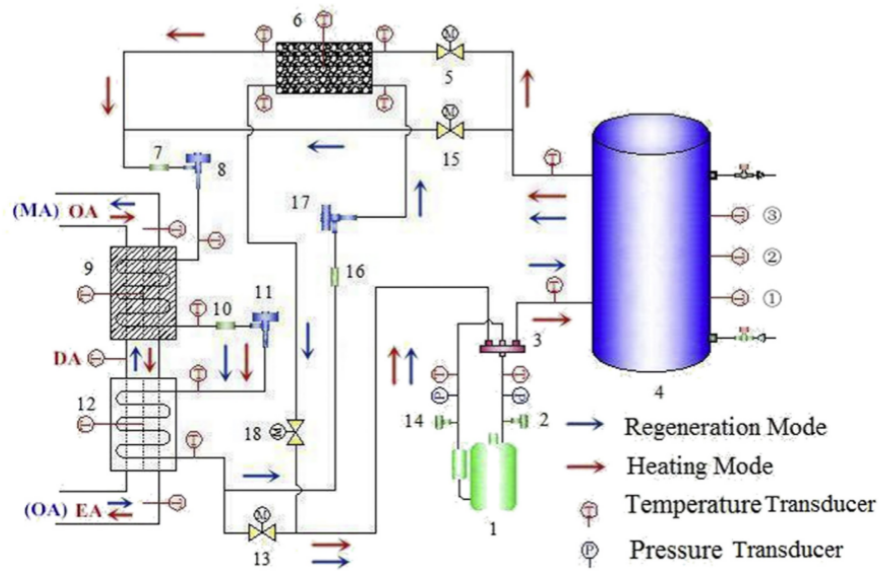 6
M
T
T
T
5
T
T
M
7
8
15
T
17
(MA) OA
T
③
9
T
T
16
②
T
10
11
T
T
①
DA
T
3
12
T
T
T
T
4
P
P
14
2
18
M
Regeneration Mode
T
Heating Mode
(OA) EA
T
M
T
Temperature Transducer
1
13
P
Pressure Transducer